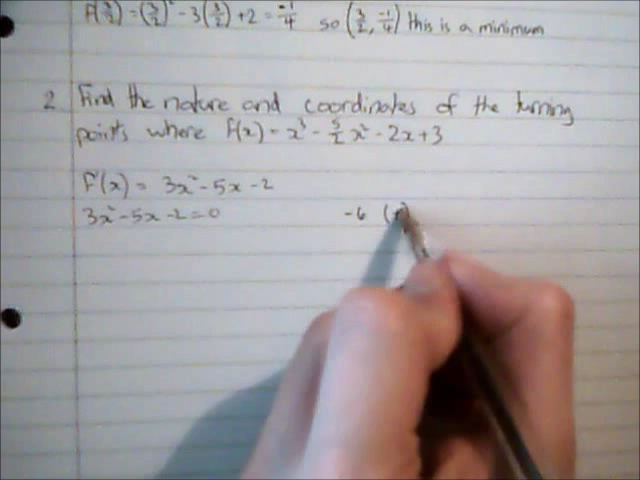 f(3/2) = (3/2)² - 3(3/2) + 2 = -1/4 so (3/2, -1/4) this is a minimum
2 Find the nature and coordinates of the turning
points where f(x) = x³ - 5/2 x² - 2x + 3
f'(x) = 3x² - 5x - 2
3x² - 5x - 2 = 0 -6 (